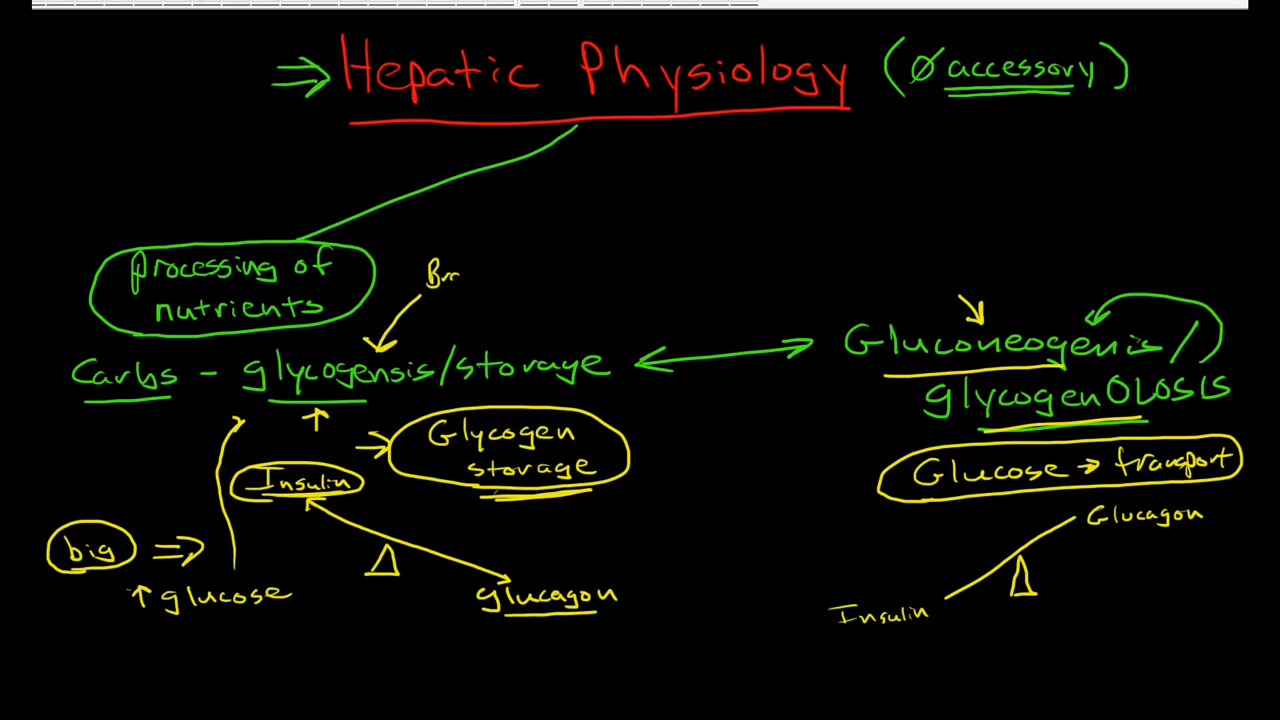 ⇒ Hepatic Physiology (Ø accessory)
processing of
nutrients
Brr
Carbs - glycogensis/storage ↔ Gluconeogenis/
glycogenOLOSIS
↑
⇒ Glycogen
storage
Insulin
Glucose → transport
big ⇒
↑ glucose
Δ
glucagon
Glucagon
Δ
Insulin